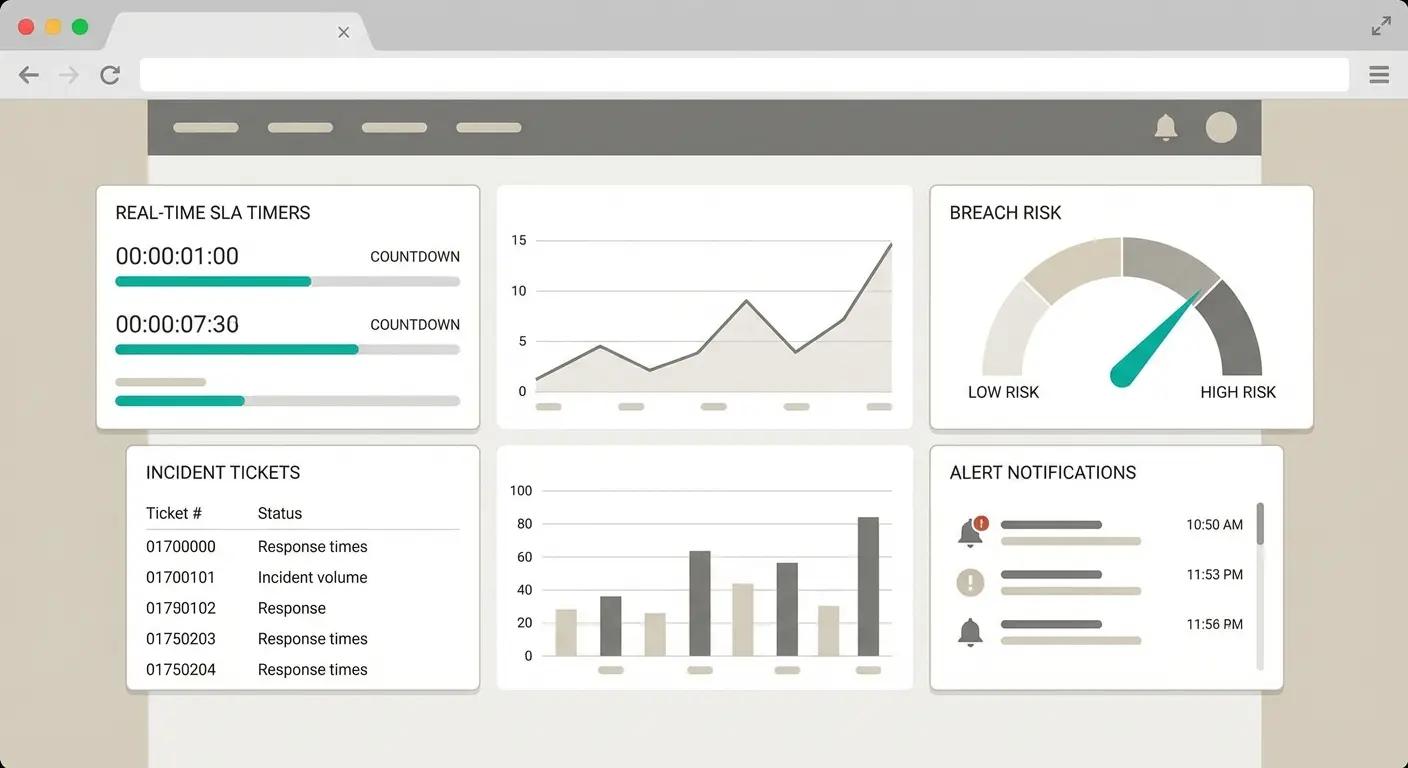 REAL-TIME SLA TIMERS
00:00:01:00 COUNTDOWN
00:00:07:30 COUNTDOWN
15
10
5
0
BREACH RISK
LOW RISK HIGH RISK
INCIDENT TICKETS
Ticket # Status
01700000 Response times
01700101 Incident volume
01790102 Response
01750203 Response times
01750204 Response times
100
80
60
40
20
0
ALERT NOTIFICATIONS
10:50 AM
11:53 PM
11:56 PM